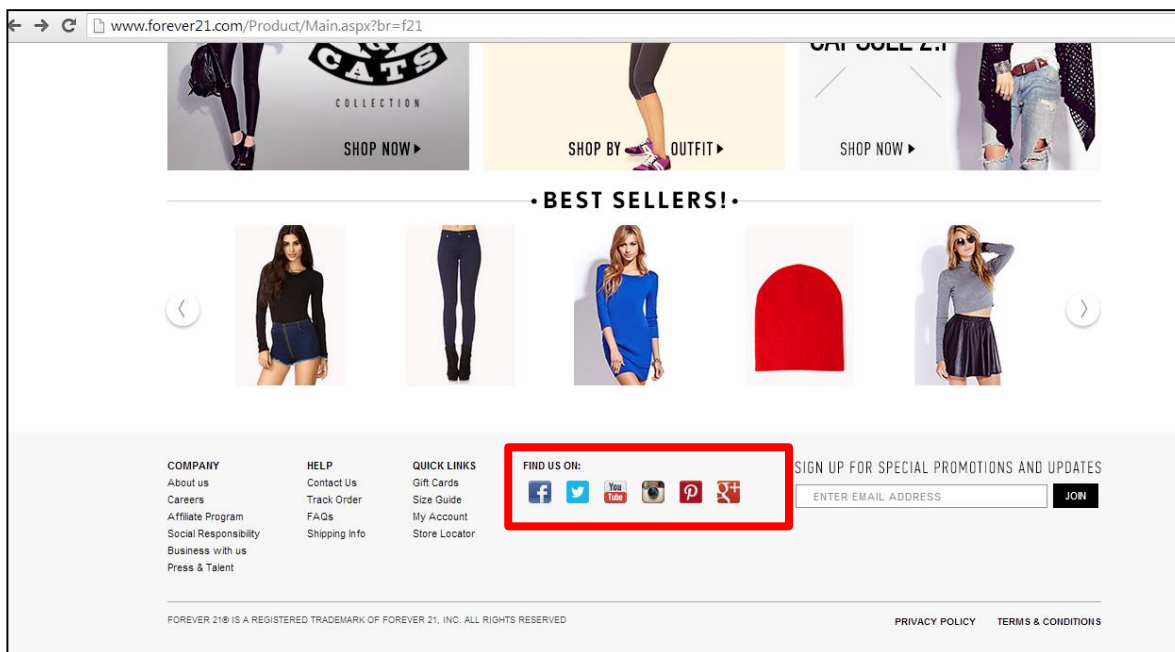 www.forever21.com/Product/Main.aspx?br=f21
CATS
COLLECTION
SHOP NOW
SHOP BY OUTFIT
SHOP NOW
• BEST SELLERS! •
COMPANY
About us
Careers
Affiliate Program
Social Responsibility
Business with us
Press & Talent
HELP
Contact Us
Track Order
FAQs
Shipping Info
QUICK LINKS
Gift Cards
Size Guide
My Account
Store Locator
FIND US ON:
You
Tube
SIGN UP FOR SPECIAL PROMOTIONS AND UPDATES
ENTER EMAIL ADDRESS
JOIN
FOREVER 21® IS A REGISTERED TRADEMARK OF FOREVER 21, INC. ALL RIGHTS RESERVED
PRIVACY POLICY
TERMS & CONDITIONS